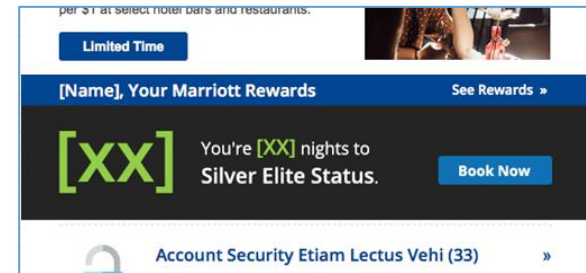 per $1 at select hotel bars and restaurants.
Limited Time
[Name], Your Marriott Rewards
See Rewards »
[XX]
You're [XX] nights to
Silver Elite Status.
Book Now
Account Security Etiam Lectus Vehi (33)
»